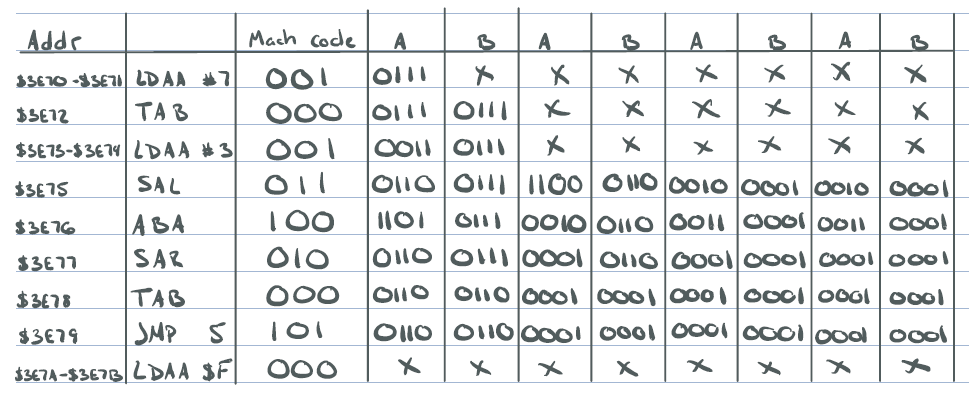 Addr Mach code A B A B A B A B
$3E70-$3E71 LDAA #7 001 0111 X X X X X X X
$3E72 TAB 000 0111 0111 X X X X X X
$3E73-$3E74 LDAA #3 001 0011 0111 X X X X X X
$3E75 SAL 011 0110 0111 1100 0110 0010 0001 0010 0001
$3E76 ABA 100 1101 0111 0010 0110 0011 0001 0011 0001
$3E77 SAR 010 0110 0111 0001 0110 0001 0001 0001 0001
$3E78 TAB 000 0110 0110 0001 0001 0001 0001 0001 0001
$3E79 JMP 5 101 0110 0110 0001 0001 0001 0001 0001 0001
$3E7A-$3E7B LDAA $F 000 X X X X X X X X